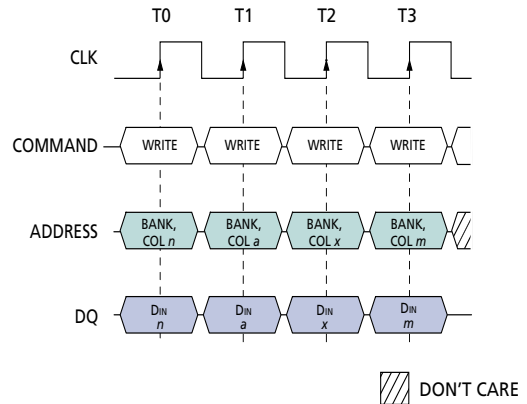 T0 T1 T2 T3
CLK
COMMAND WRITE WRITE WRITE WRITE
ADDRESS BANK, COL n BANK, COL a BANK, COL x BANK, COL m
DQ DIN n DIN a DIN x DIN m
DON'T CARE